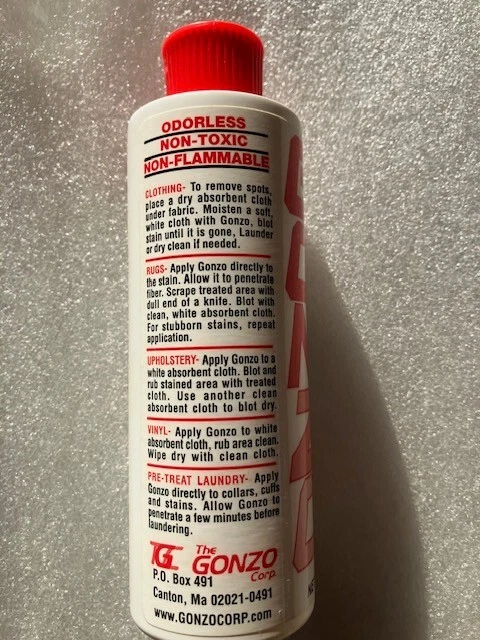 ODORLESS
NON-TOXIC
NON-FLAMMABLE
CLOTHING- To remove spots,
place a dry absorbent cloth
under fabric. Moisten a soft,
white cloth with Gonzo, blot
stain until it is gone, Launder
or dry clean if needed.
RUGS- Apply Gonzo directly to
the stain. Allow it to penetrate
fiber. Scrape treated area with
dull end of a knife. Blot with
clean, white absorbent cloth.
For stubborn stains, repeat
application.
UPHOLSTERY- Apply Gonzo to a
white absorbent cloth. Blot and
rub stained area with treated
cloth. Use another clean
absorbent cloth to blot dry.
VINYL- Apply Gonzo to white
absorbent cloth, rub area clean.
Wipe dry with clean cloth.
PRE-TREAT LAUNDRY- Apply
Gonzo directly to collars, cuffs
and stains. Allow Gonzo to
penetrate a few minutes before
laundering.
TGC The
GONZO
Corp.
P.O. Box 491
Canton, Ma 02021-0491
www.GONZOCORP.com
GONZO